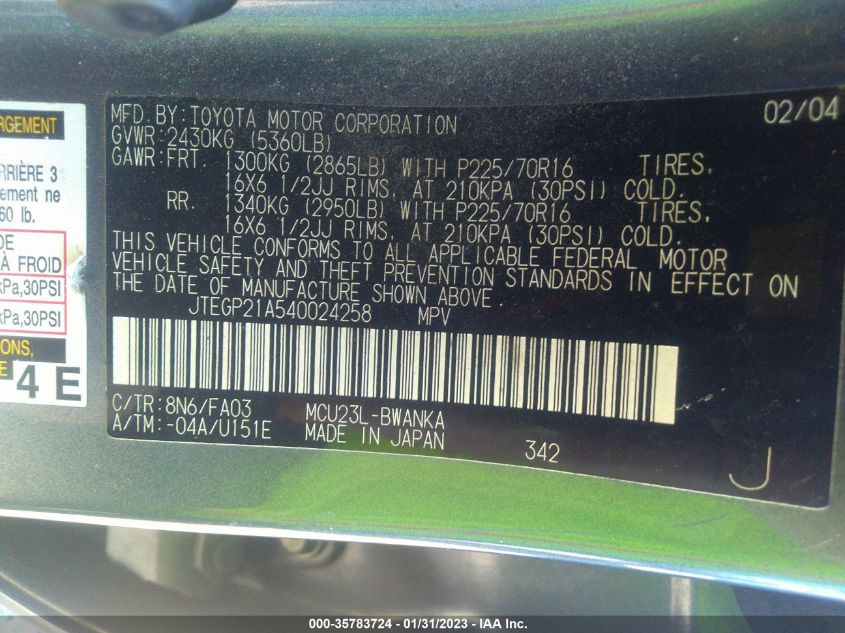 RGEMENT
RRIÈRE 3
ement ne
60 lb.
DE
À FROID
kPa,30PSI
kPa,30PSI
ONS,
E
4 E
MFD.BY:TOYOTA MOTOR CORPORATION 02/04
GVWR:2430KG (5360LB)
GAWR:FRT. 1300KG (2865LB) WITH P225/70R16 TIRES,
16X6 1/2JJ RIMS, AT 210KPA (30PSI) COLD.
RR. 1340KG (2950LB) WITH P225/70R16 TIRES,
16X6 1/2JJ RIMS, AT 210KPA (30PSI) COLD.
THIS VEHICLE CONFORMS TO ALL APPLICABLE FEDERAL MOTOR
VEHICLE SAFETY AND THEFT PREVENTION STANDARDS IN EFFECT ON
THE DATE OF MANUFACTURE SHOWN ABOVE.
JTEGP21A540024258 MPV
C/TR:8N6/FA03 MCU23L-BWANKA
A/TM:-04A/U151E MADE IN JAPAN
342
J
000-35783724 - 01/31/2023 - IAA Inc.